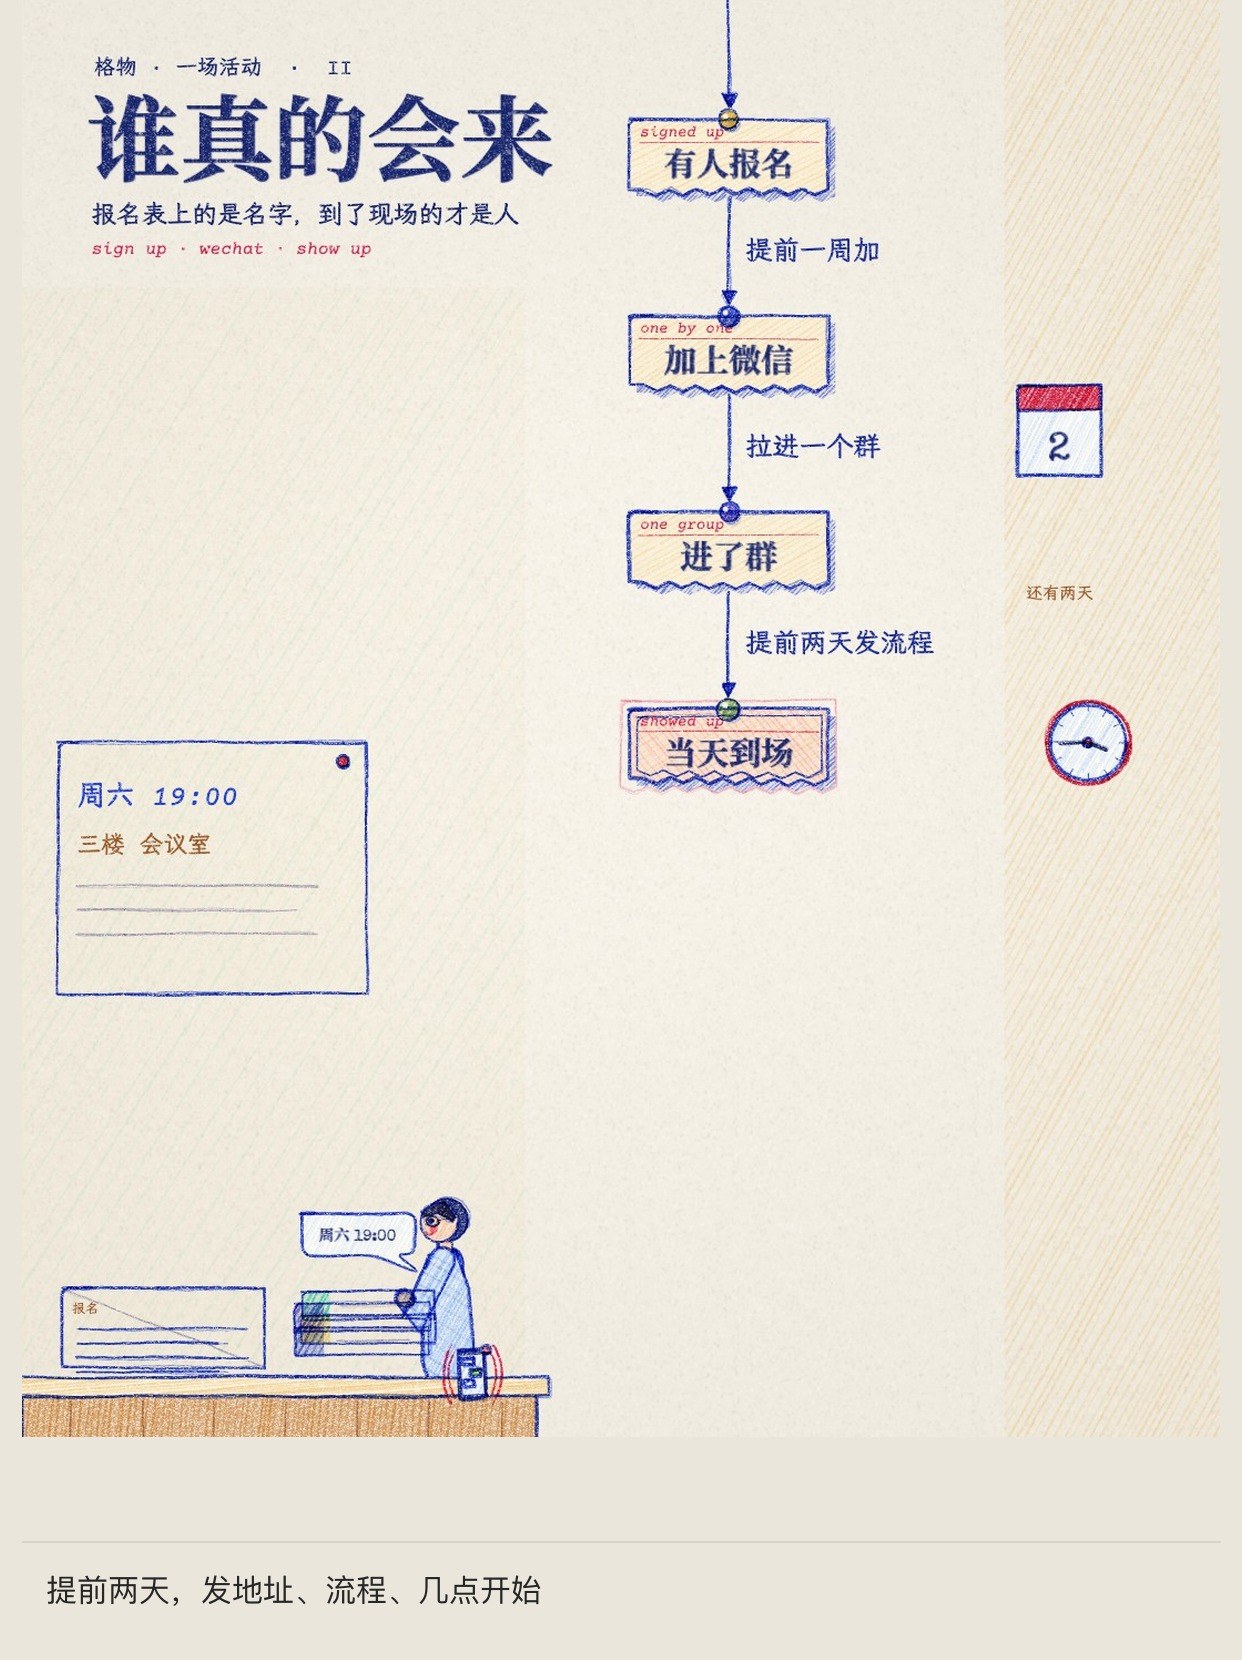 格物 · 一场活动 · II
谁真的会来
报名表上的是名字，到了现场的才是人
sign up · wechat · show up
signed up
有人报名
提前一周加
one by one
加上微信
拉进一个群
2
one group
进了群
还有两天
提前两天发流程
showed up
当天到场
周六 19:00
三楼 会议室
周六 19:00
报名
提前两天，发地址、流程、几点开始